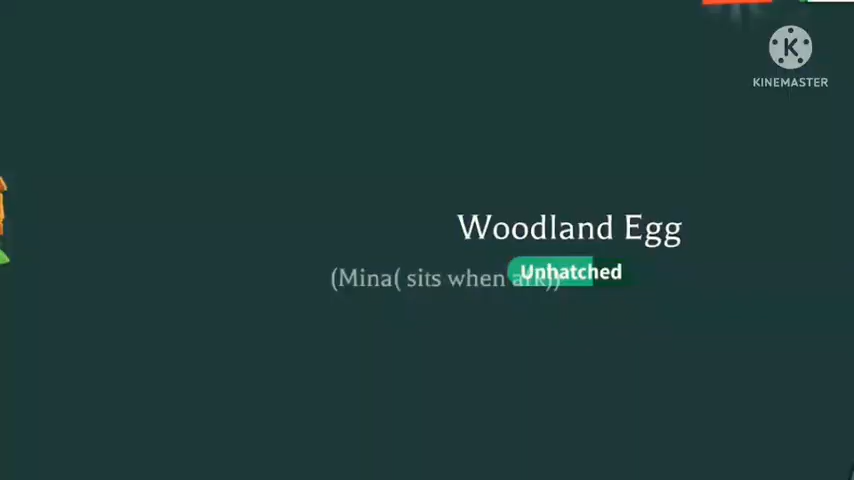 KINEMASTER
Woodland Egg
Unhatched
(Mina( sits when